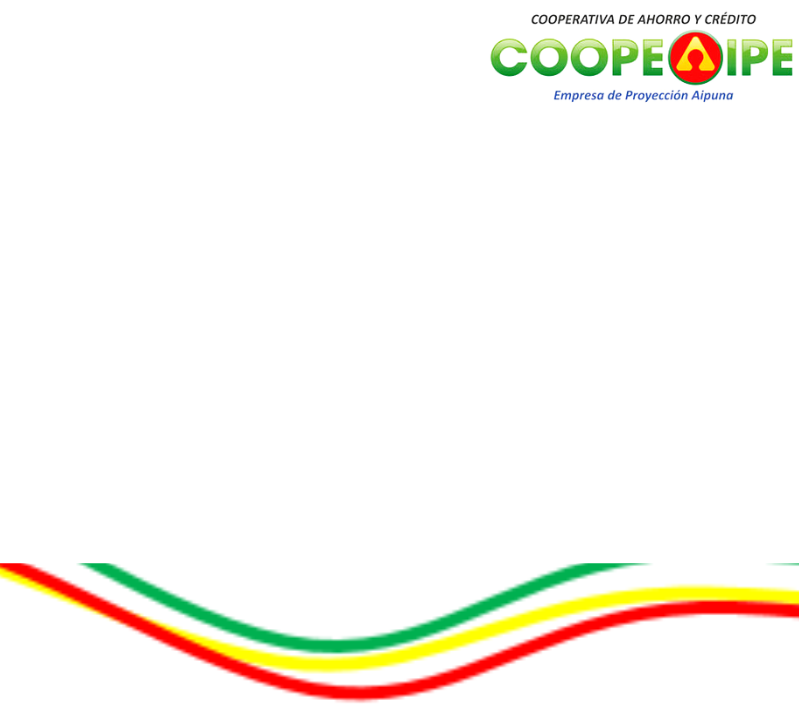 COOPERATIVA DE AHORRO Y CRÉDITO
COOPEAIPE
Empresa de Proyección Aipuna